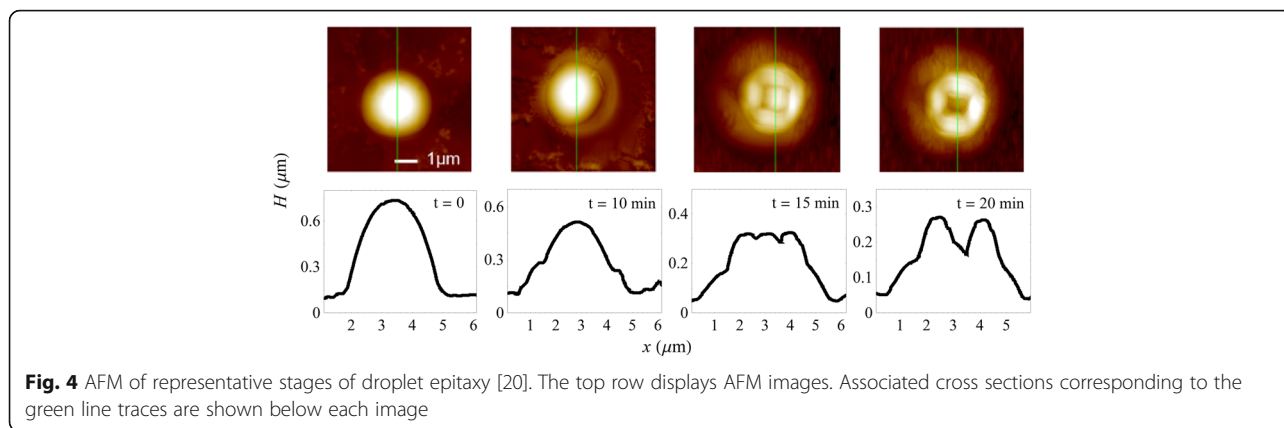 1μm
H (μm)
t = 0
0.6
0.3
0
2 3 4 5 6
t = 10 min
0.6
0.3
0
1 2 3 4 5 6
t = 15 min
0.4
0.2
0
1 2 3 4 5 6
t = 20 min
0.3
0.2
0.1
0
1 2 3 4 5
x (μm)
Fig. 4 AFM of representative stages of droplet epitaxy [20]. The top row displays AFM images. Associated cross sections corresponding to the
green line traces are shown below each image